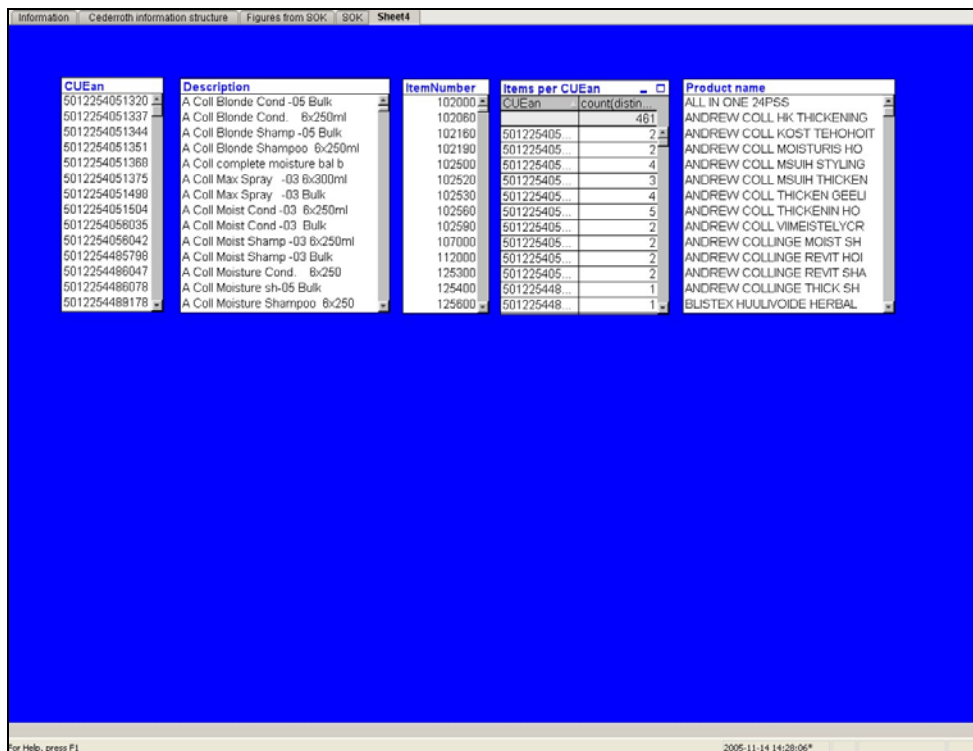 Information Cederroth information structure Figures from SOK SOK Sheet4
CUEan
5012254051320
5012254051337
5012254051344
5012254051351
5012254051368
5012254051375
5012254051498
5012254051504
5012254056035
5012254056042
5012254485798
5012254486047
5012254486078
5012254489178
Description
A Coll Blonde Cond -05 Bulk
A Coll Blonde Cond. 6x250ml
A Coll Blonde Shamp -05 Bulk
A Coll Blonde Shampoo 6x250ml
A Coll complete moisture bal b
A Coll Max Spray -03 6x300ml
A Coll Max Spray -03 Bulk
A Coll Moist Cond -03 6x250ml
A Coll Moist Cond -03 Bulk
A Coll Moist Shamp -03 6x250ml
A Coll Moist Shamp -03 Bulk
A Coll Moisture Cond. 6x250
A Coll Moisture sh-05 Bulk
A Coll Moisture Shampoo 6x250
ItemNumber
102000
102060
102160
102190
102500
102520
102530
102560
102590
107000
112000
125300
125400
125600
Items per CUEan
CUEan count(distin...
461
501225405... 2
501225405... 2
501225405... 4
501225405... 3
501225405... 4
501225405... 5
501225405... 2
501225405... 2
501225405... 2
501225405... 2
501225448... 1
501225448... 1
Product name
ALL IN ONE 24PSS
ANDREW COLL HK THICKENING
ANDREW COLL KOST TEHOHOIT
ANDREW COLL MOISTURIS HO
ANDREW COLL MSUIH STYLING
ANDREW COLL MSUIH THICKEN
ANDREW COLL THICKEN GEELI
ANDREW COLL THICKENIN HO
ANDREW COLL VIIMEISTELYCR
ANDREW COLLINGE MOIST SH
ANDREW COLLINGE REVIT HOI
ANDREW COLLINGE REVIT SHA
ANDREW COLLINGE THICK SH
BLISTEX HUULIVOIDE HERBAL
For Help, press F1 2005-11-14 14:28:06*